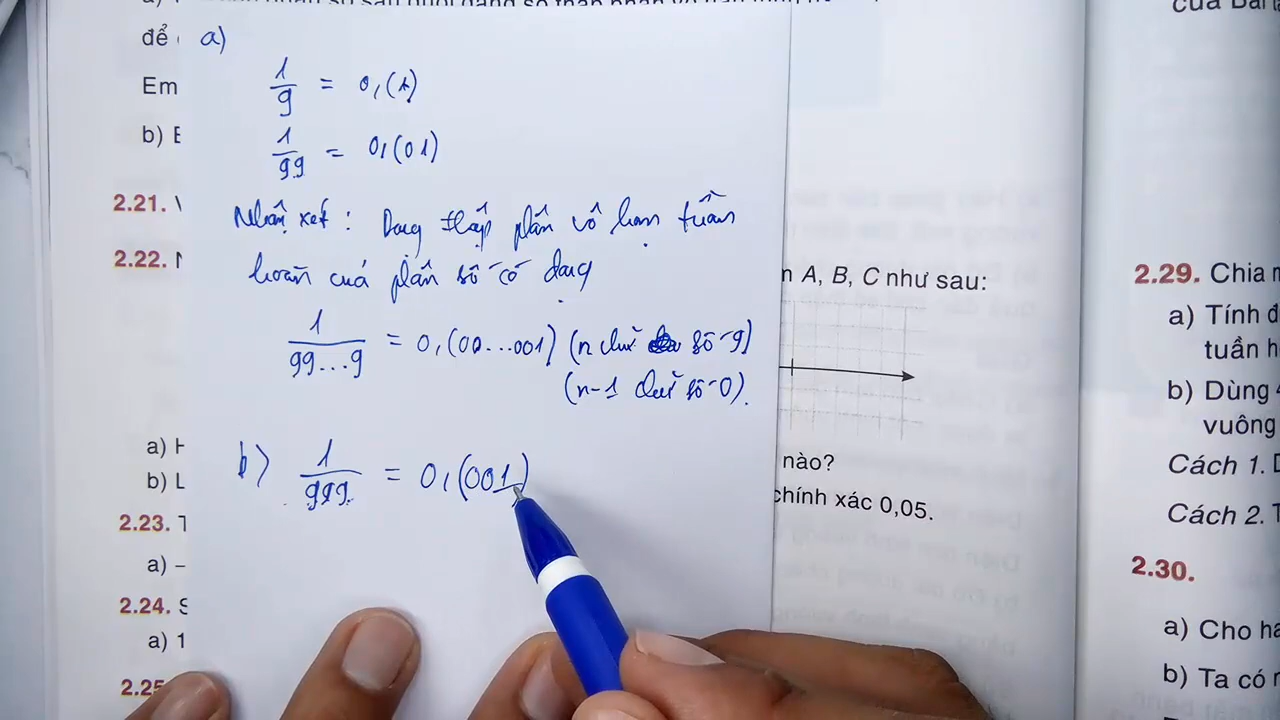 để
a)
Em
1/9 = 0,(1)
b)
1/99 = 0,(01)
2.21.
Nhận xét: Dạng thập phân vô hạn tuần
2.22.
hoàn của phân số có dạng
1/99...9 = 0,(00...001) (n chữ số 9)
(n-1 chữ số 0).
a)
b) 1/999 = 0,(001)
b)
2.23.
a) –
2.24.
a) 1
2.25
A, B, C như sau:
nào?
chính xác 0,05.
của Bài
2.29. Chia
a) Tính
tuần
b) Dùng
vuông
Cách 1.
Cách 2.
2.30.
a) Cho
b) Ta có